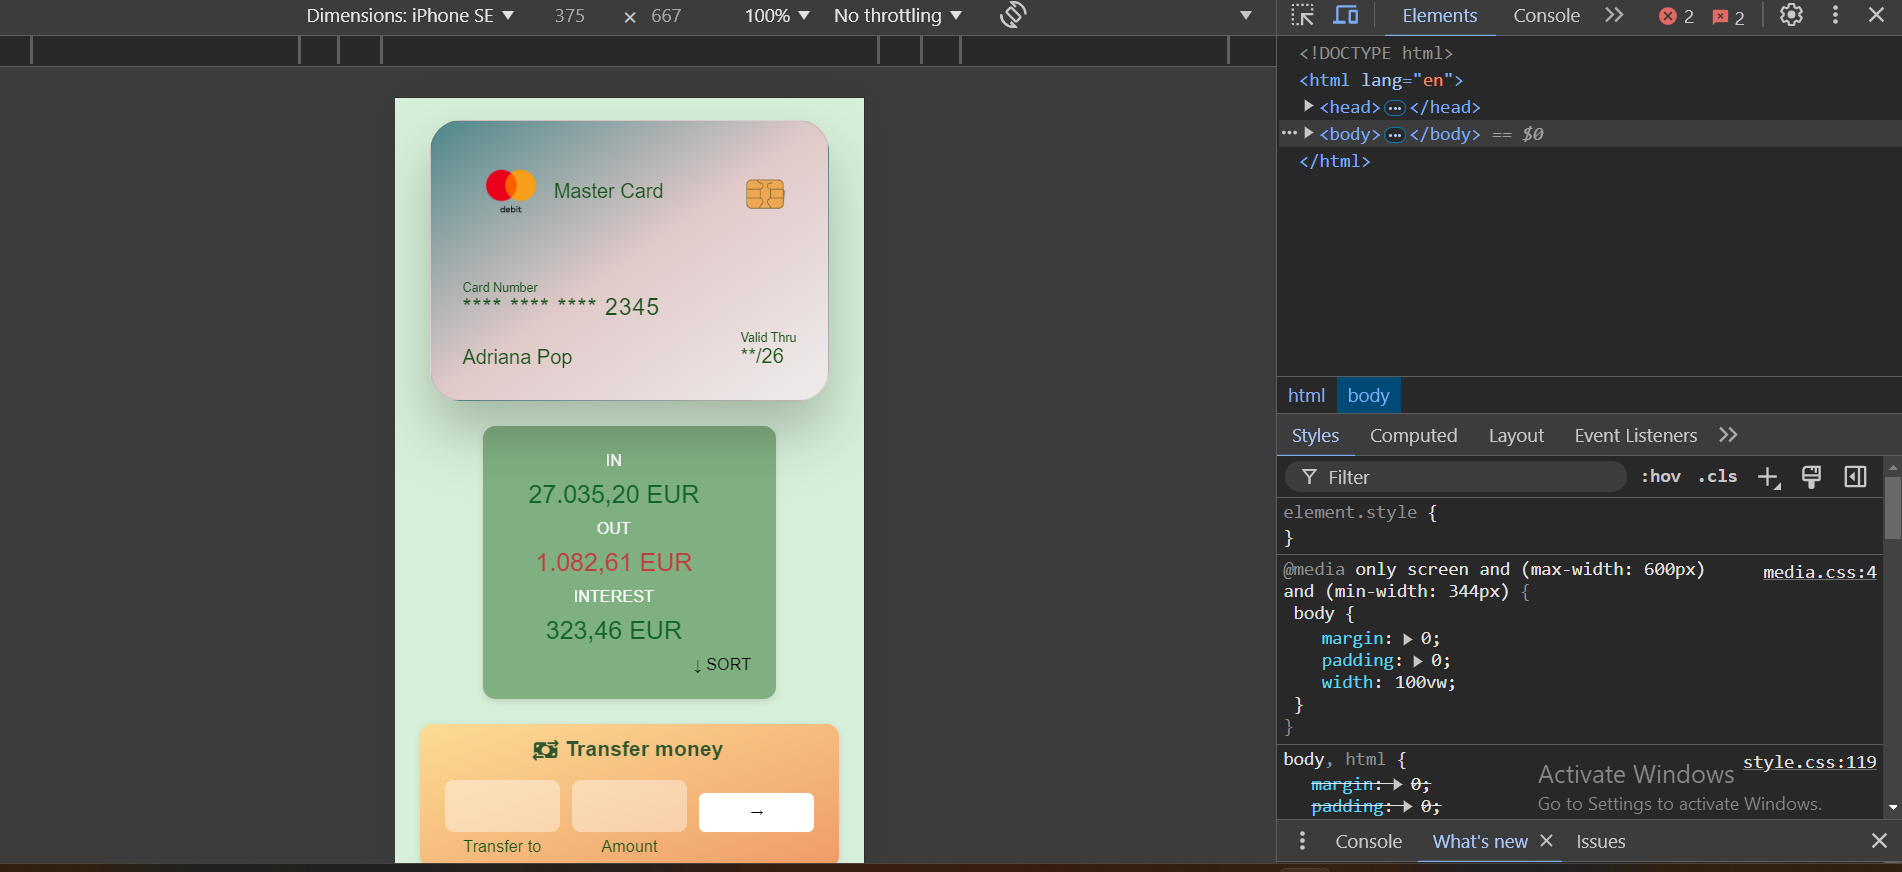 Dimensions: iPhone SE 375 × 667 100% No throttling
Elements Console 2 2
<!DOCTYPE html>
<html lang="en">
<head> ··· </head>
··· <body> ··· </body> == $0
</html>
Master Card
debit
Card Number
**** **** **** 2345
Valid Thru
**/26
Adriana Pop
IN
27.035,20 EUR
OUT
1.082,61 EUR
INTEREST
323,46 EUR
↓ SORT
Transfer money
→
Transfer to Amount
html body
Styles Computed Layout Event Listeners
Filter :hov .cls
element.style {
}
@media only screen and (max-width: 600px) media.css:4
and (min-width: 344px) {
body {
margin: 0;
padding: 0;
width: 100vw;
}
}
body, html { style.css:119
margin: 0;
padding: 0;
Activate Windows
Go to Settings to activate Windows.
Console What's new Issues